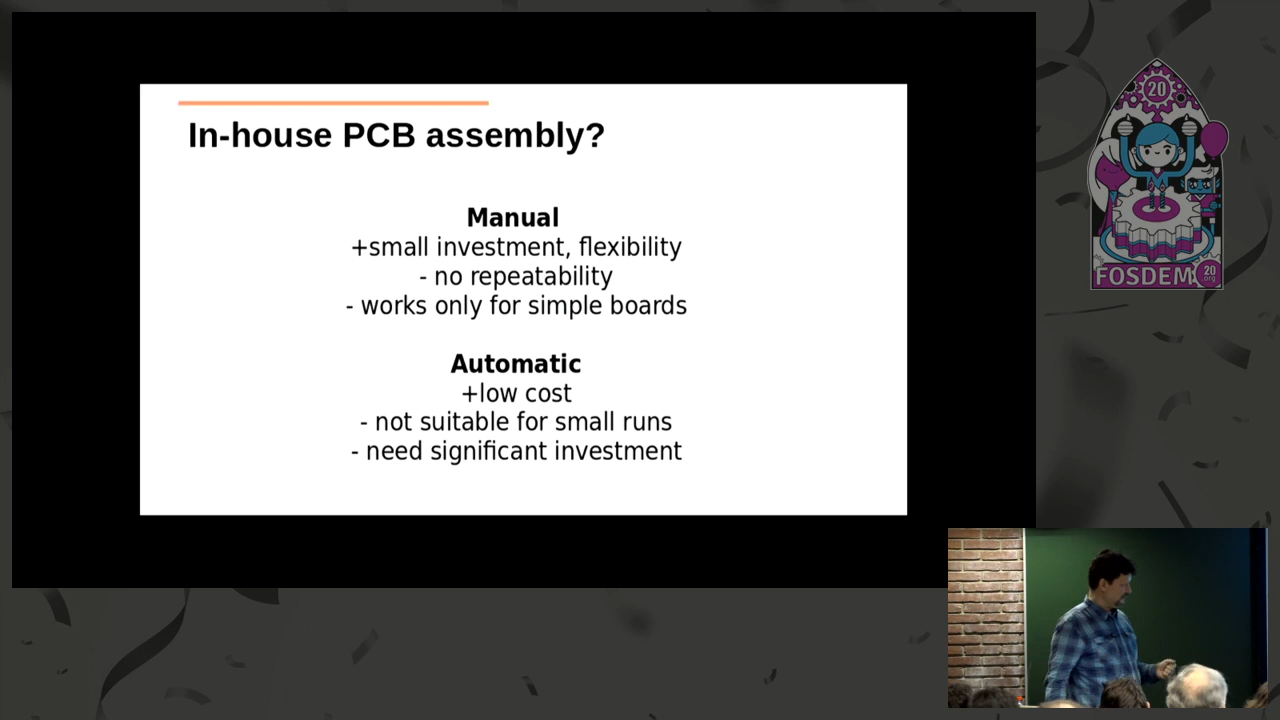 In-house PCB assembly?
Manual
+small investment, flexibility
- no repeatability
- works only for simple boards
Automatic
+low cost
- not suitable for small runs
- need significant investment
20
FOSDEM
20
.org